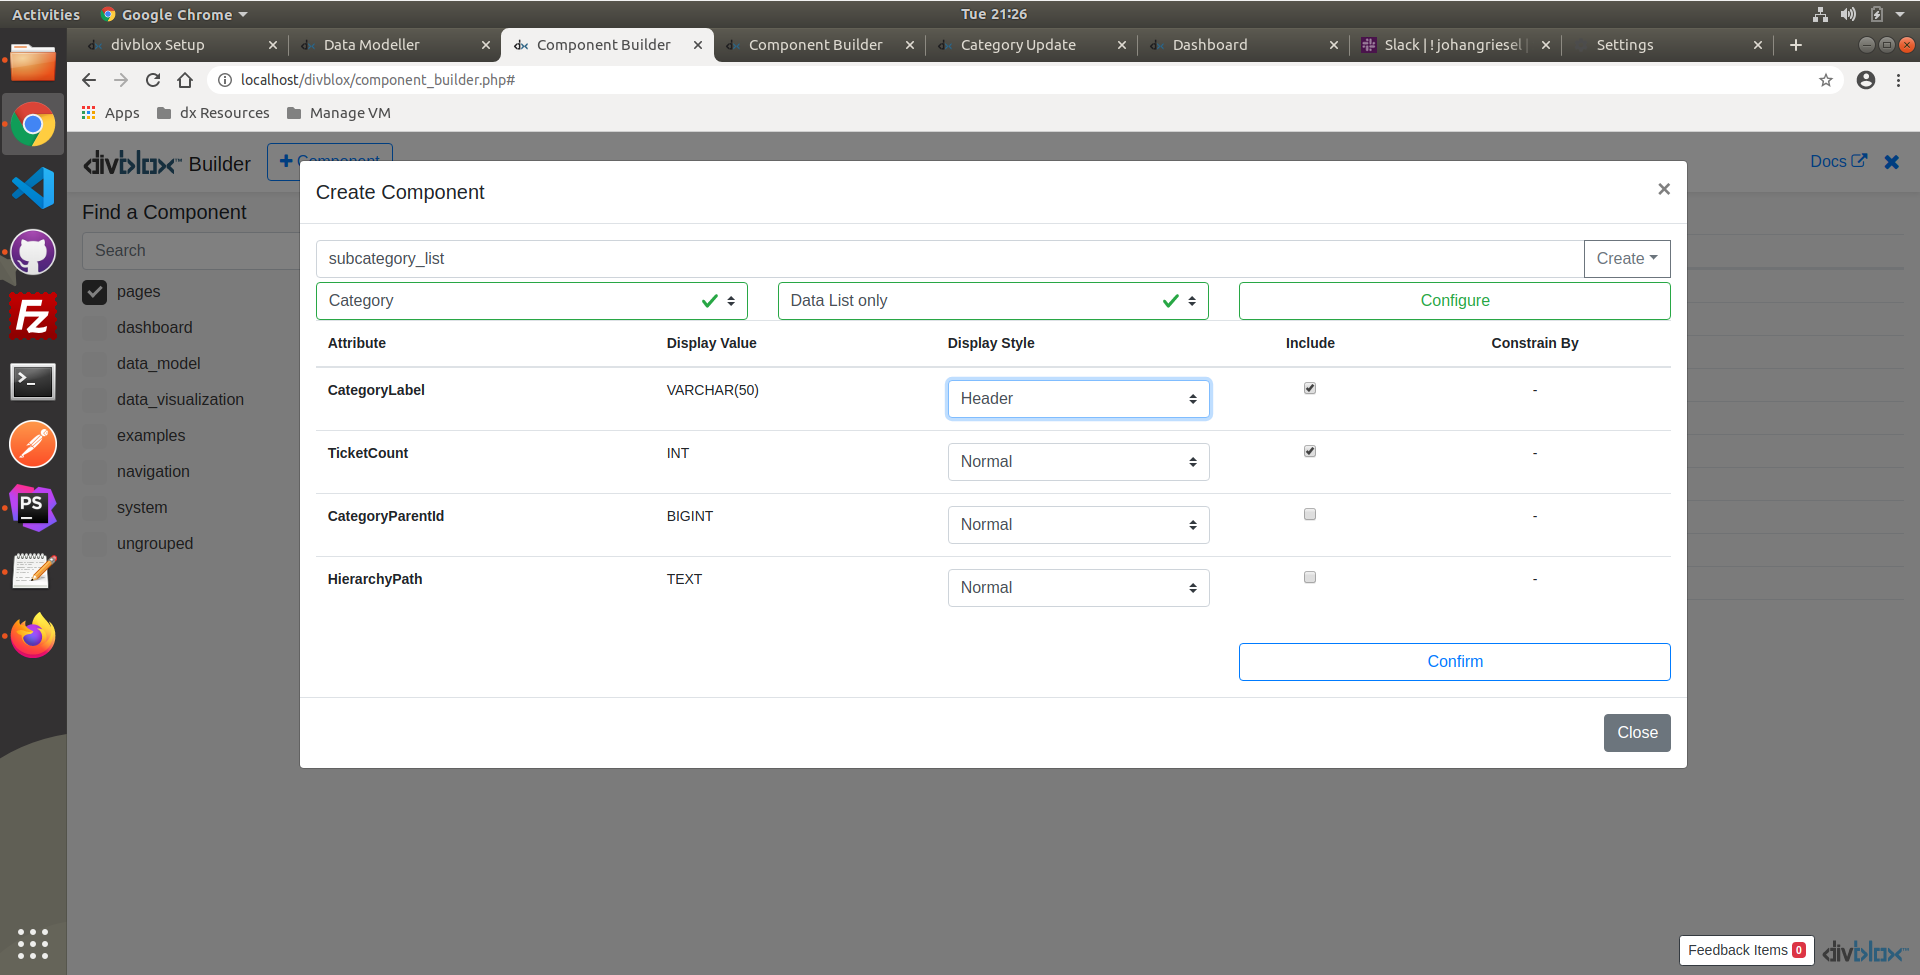 Activities Google Chrome Tue 21:26
divblox Setup Data Modeller Component Builder Component Builder Category Update Dashboard Slack | ! johangriesel | Settings
localhost/divblox/component_builder.php#
Apps dx Resources Manage VM
divblox™ Builder + Component Docs
Create Component ×
Find a Component
Search
subcategory_list Create
Category Data List only Configure
pages
dashboard
data_model
data_visualization
examples
navigation
system
ungrouped
Attribute Display Value Display Style Include Constrain By
CategoryLabel VARCHAR(50) Header -
TicketCount INT Normal -
CategoryParentId BIGINT Normal -
HierarchyPath TEXT Normal -
Confirm
Close
Fz
PS
Feedback Items 0 divblox™